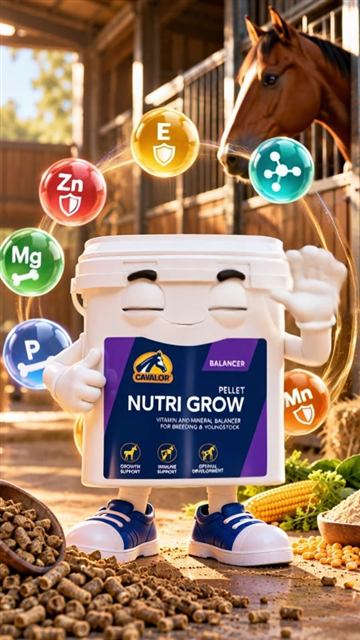 E
Zn
Mg
P
Mn
CAVALOR
BALANCER
PELLET
NUTRI GROW
VITAMIN AND MINERAL BALANCER
FOR BREEDING & YOUNGSTOCK
GROWTH
SUPPORT
IMMUNE
SUPPORT
OPTIMAL
DEVELOPMENT